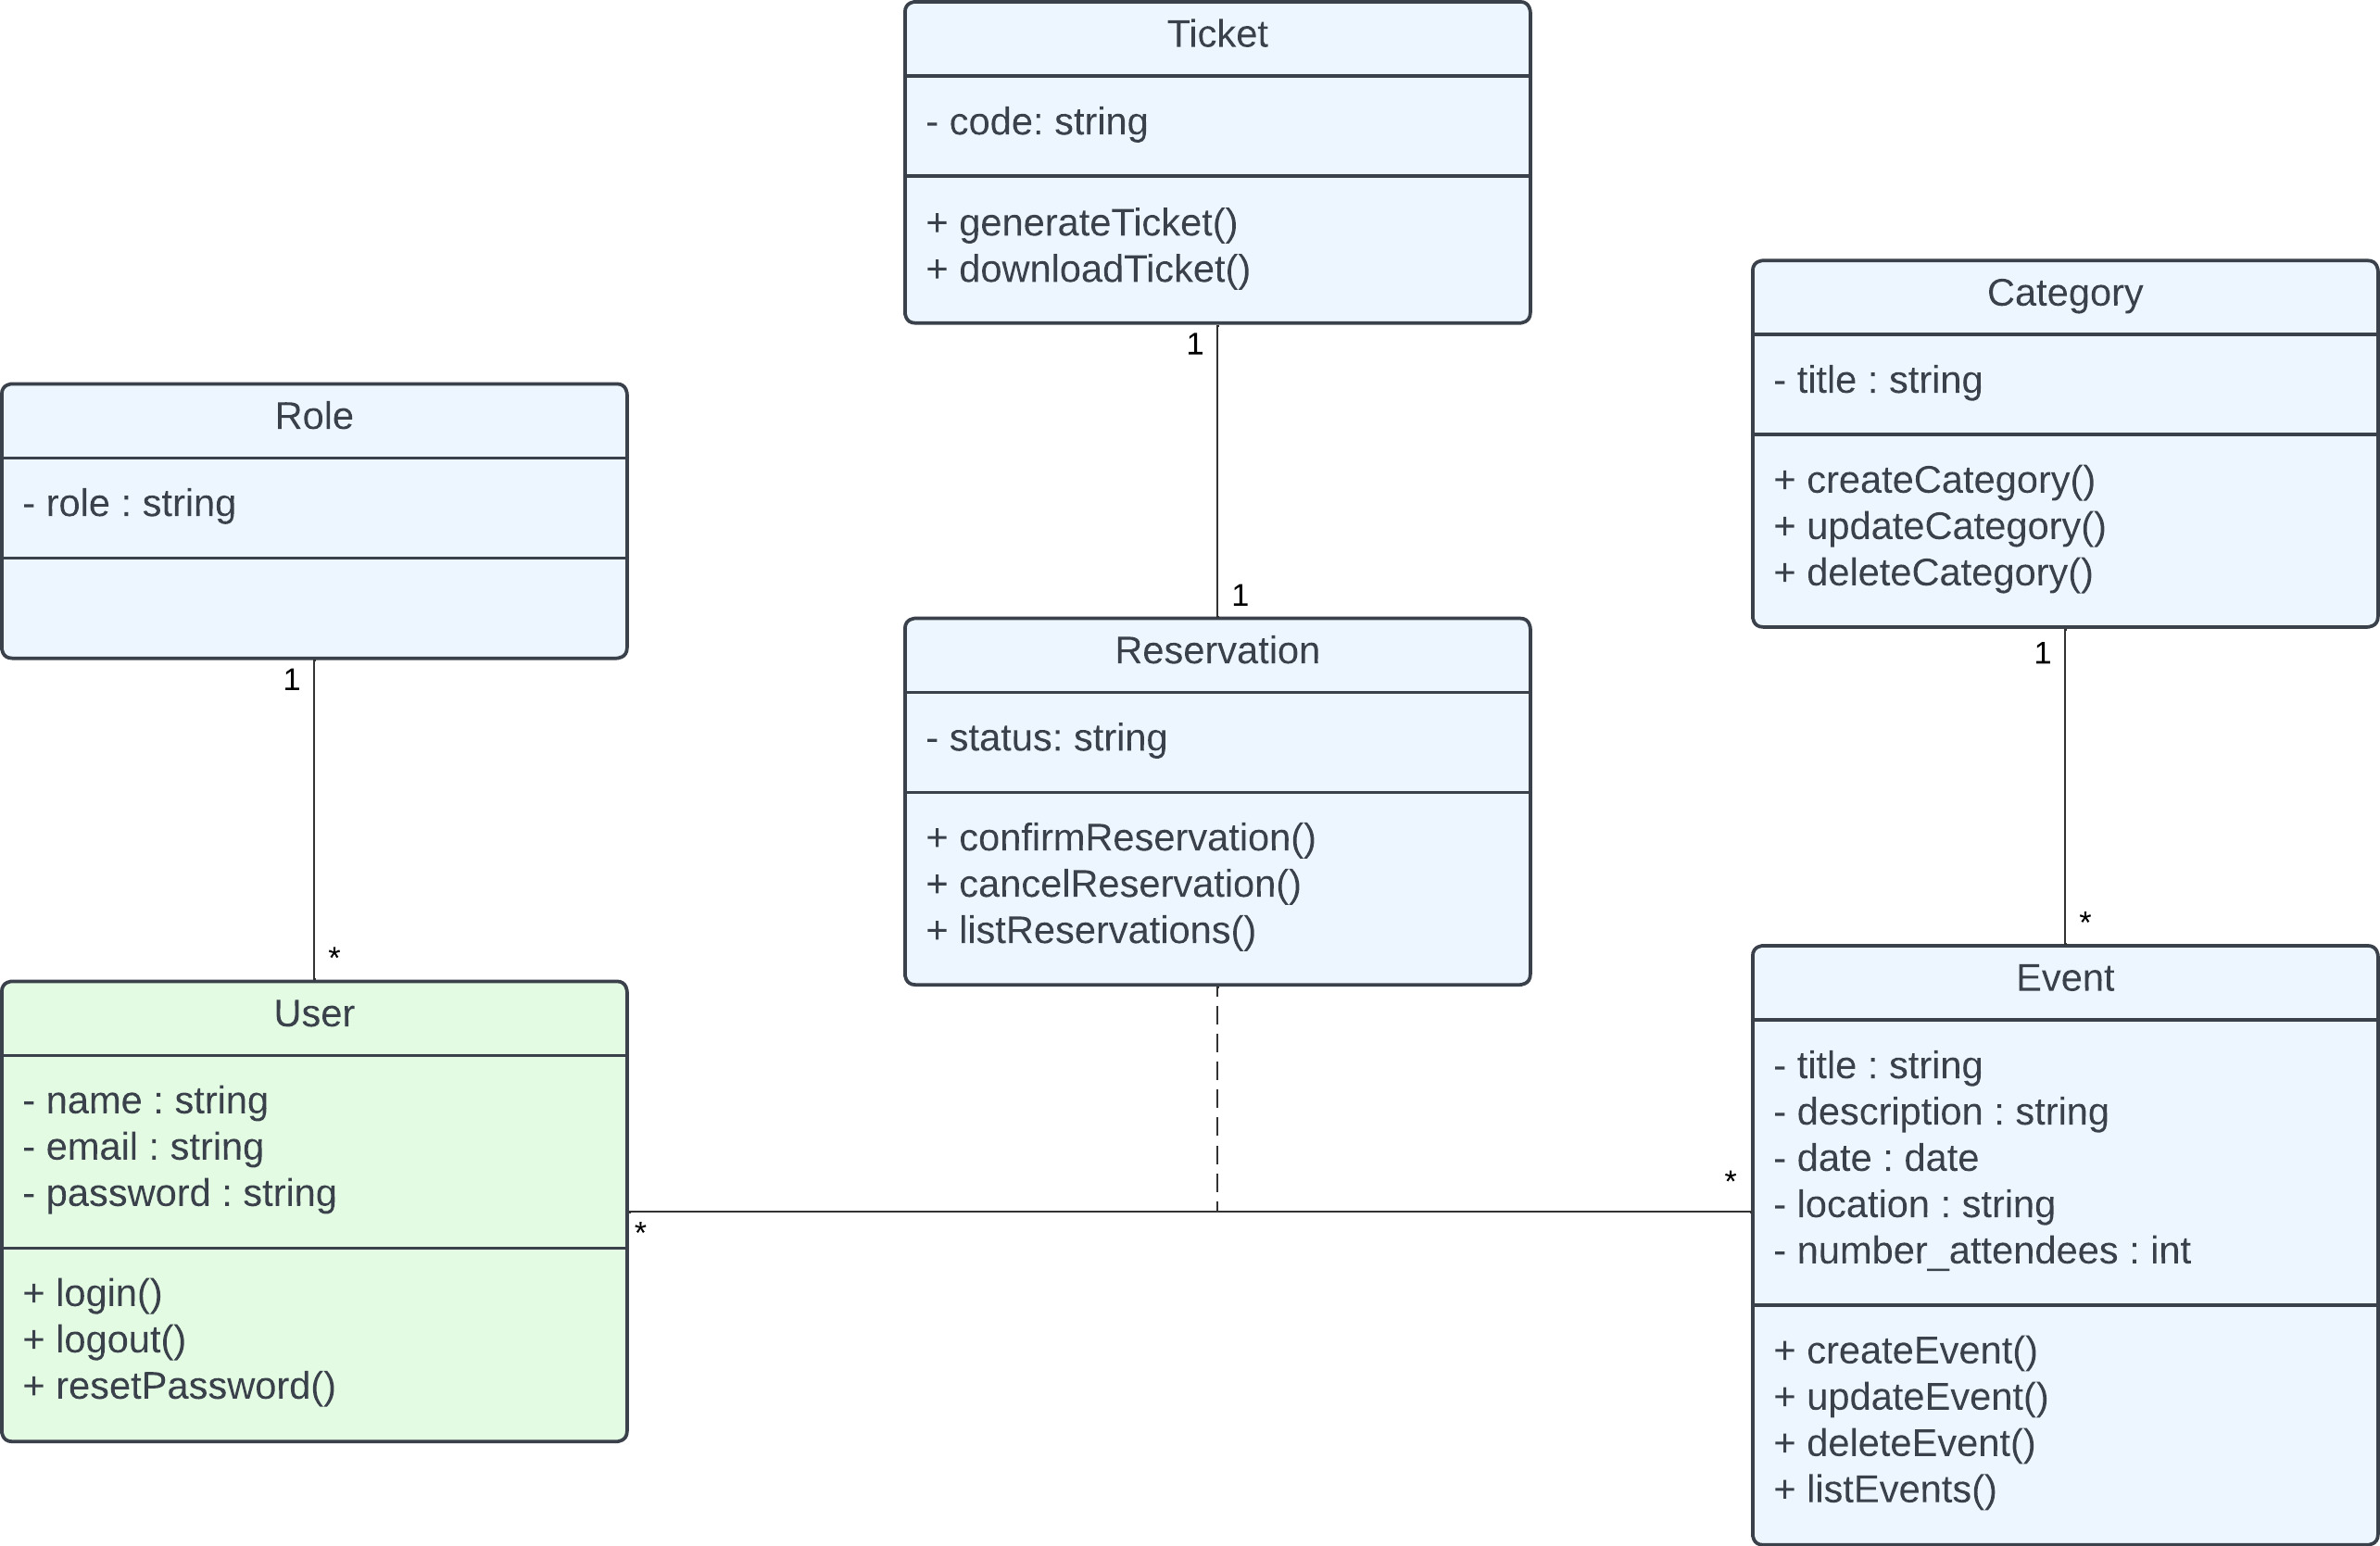 Ticket
- code: string
+ generateTicket()
+ downloadTicket()
1
1
Role
- role : string
1
*
Category
- title : string
+ createCategory()
+ updateCategory()
+ deleteCategory()
1
*
Reservation
- status: string
+ confirmReservation()
+ cancelReservation()
+ listReservations()
User
- name : string
- email : string
- password : string
+ login()
+ logout()
+ resetPassword()
*
*
Event
- title : string
- description : string
- date : date
- location : string
- number_attendees : int
+ createEvent()
+ updateEvent()
+ deleteEvent()
+ listEvents()